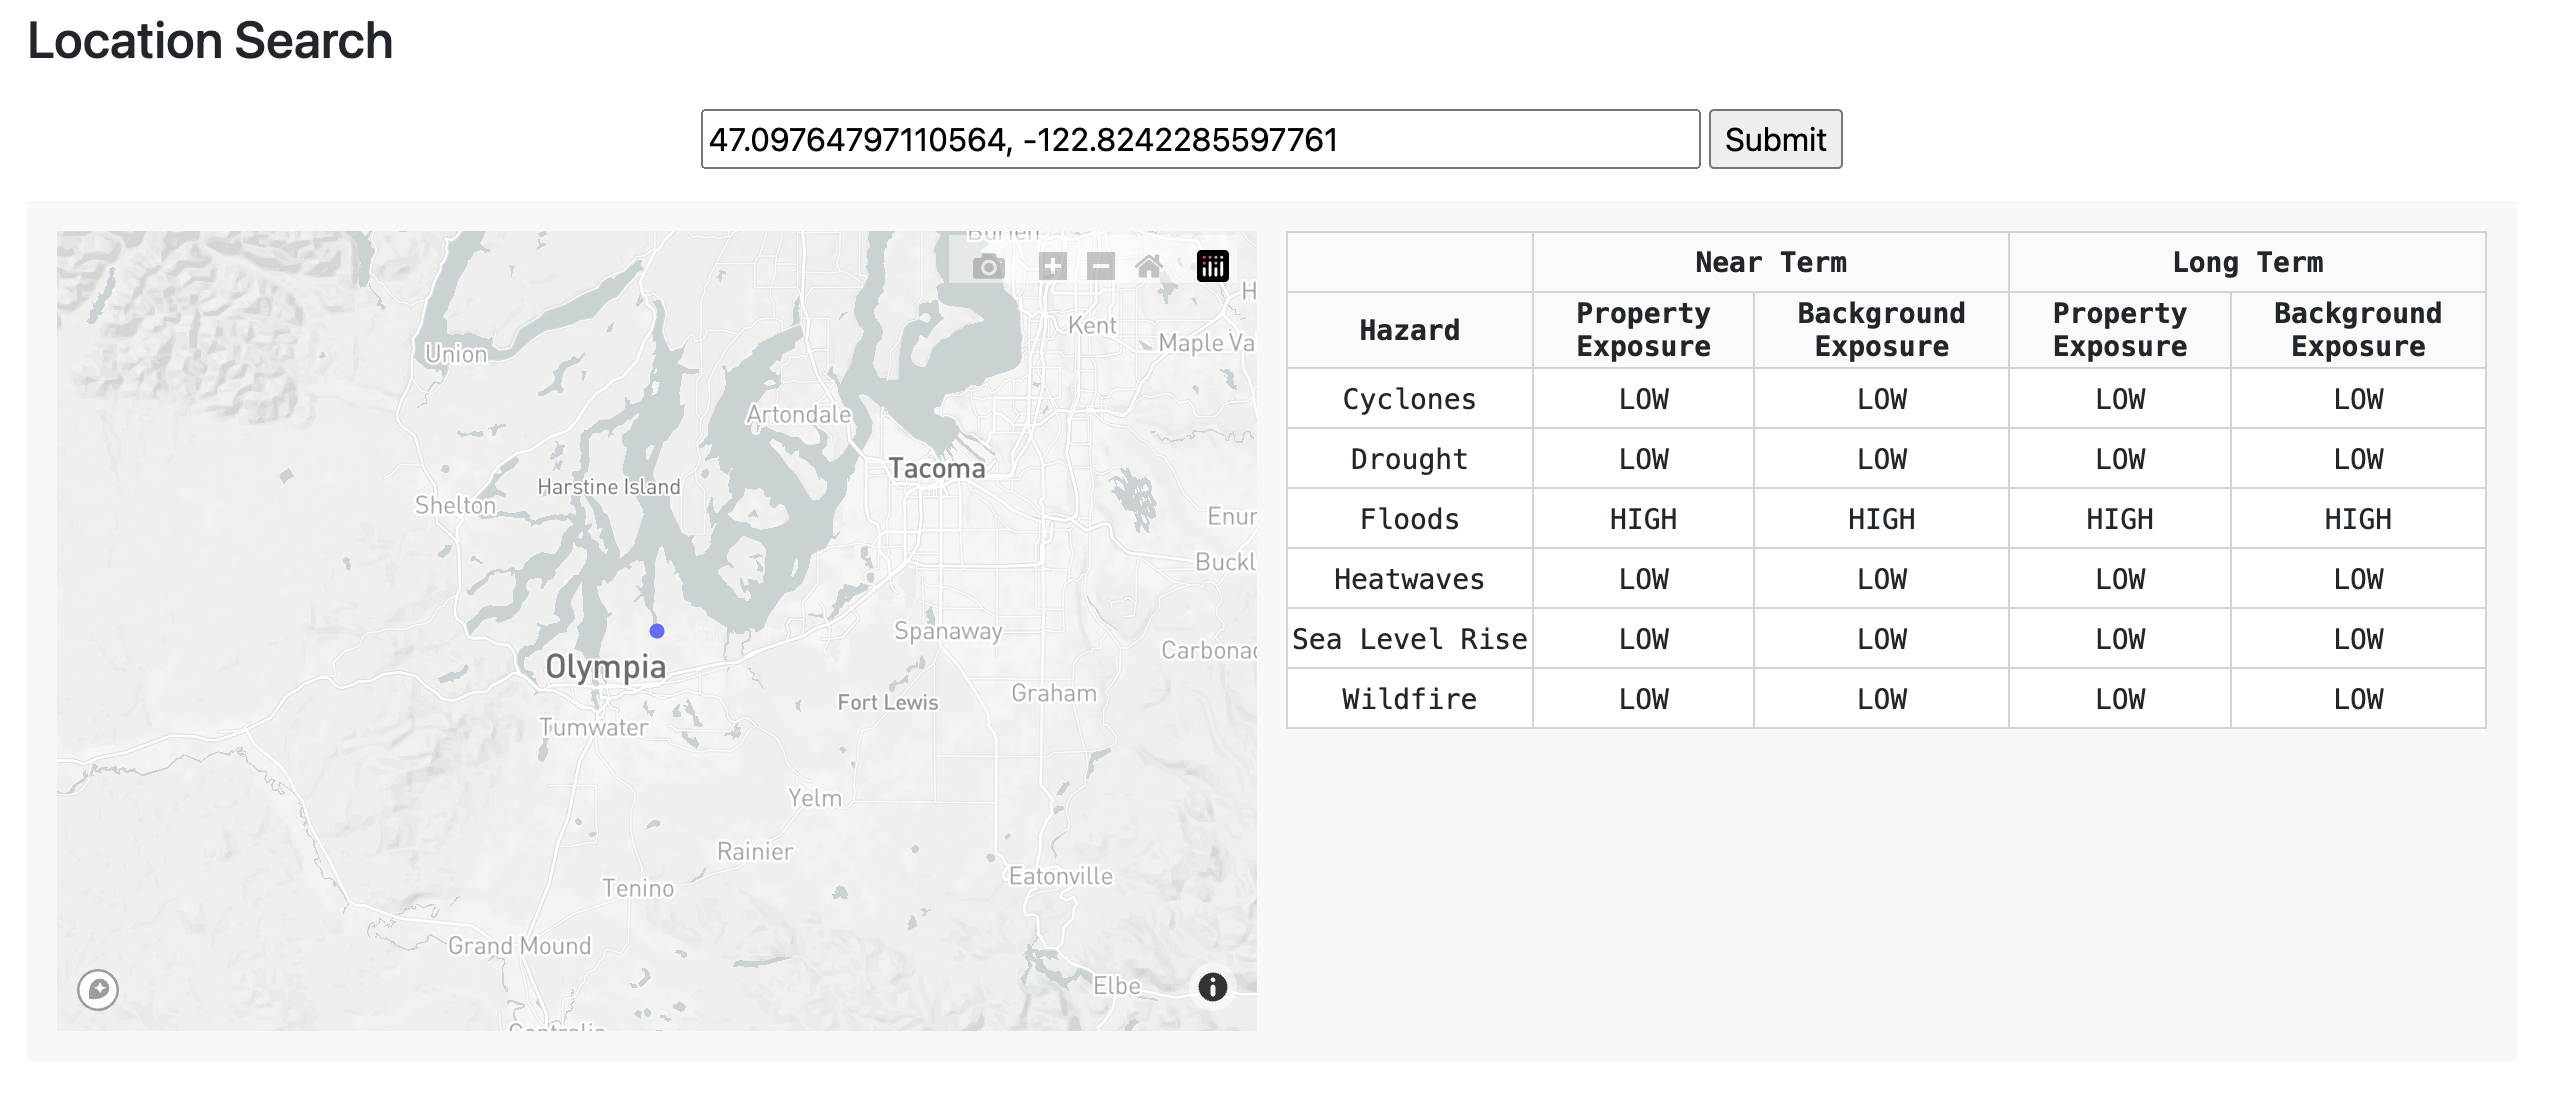 Location Search
47.09764797110564, -122.8242285597761
Submit
Burien
H
Kent
Maple Va
Union
Artondale
Tacoma
Harstine Island
Shelton
Enur
Buckl
Spanaway
Carbonac
Olympia
Graham
Fort Lewis
Tumwater
Yelm
Rainier
Eatonville
Tenino
Grand Mound
Elbe
Centralia
Near Term Long Term
Hazard Property Exposure Background Exposure Property Exposure Background Exposure
Cyclones LOW LOW LOW LOW
Drought LOW LOW LOW LOW
Floods HIGH HIGH HIGH HIGH
Heatwaves LOW LOW LOW LOW
Sea Level Rise LOW LOW LOW LOW
Wildfire LOW LOW LOW LOW